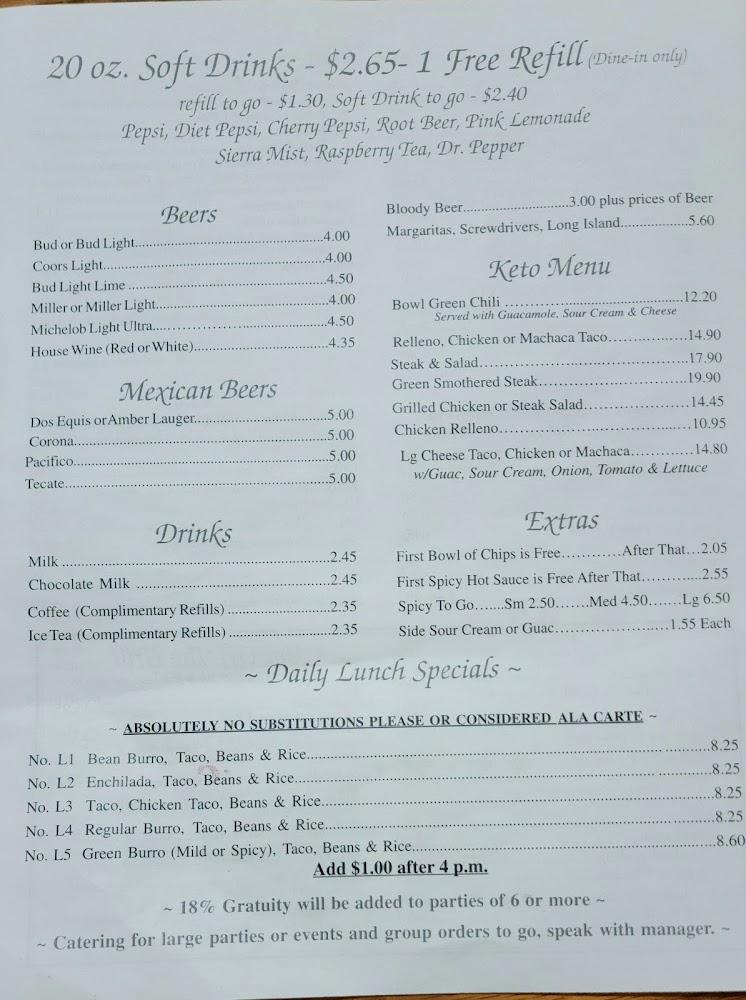 20 oz. Soft Drinks - $2.65- 1 Free Refill (Dine-in only)
refill to go - $1.30, Soft Drink to go - $2.40
Pepsi, Diet Pepsi, Cherry Pepsi, Root Beer, Pink Lemonade
Sierra Mist, Raspberry Tea, Dr. Pepper
Beers
Bud or Bud Light....................................................4.00
Coors Light...........................................................4.00
Bud Light Lime .....................................................4.50
Miller or Miller Light.............................................4.00
Michelob Light Ultra..............................................4.50
House Wine (Red or White)...................................4.35
Mexican Beers
Dos Equis orAmber Lauger...................................5.00
Corona...................................................................5.00
Pacifico..................................................................5.00
Tecate....................................................................5.00
Drinks
Milk .....................................................................2.45
Chocolate Milk ....................................................2.45
Coffee (Complimentary Refills) ...........................2.35
Ice Tea (Complimentary Refills) ..........................2.35
Bloody Beer...........................3.00 plus prices of Beer
Margaritas, Screwdrivers, Long Island.................5.60
Keto Menu
Bowl Green Chili ................................................12.20
Served with Guacamole, Sour Cream & Cheese
Relleno, Chicken or Machaca Taco....................14.90
Steak & Salad......................................................17.90
Green Smothered Steak.......................................19.90
Grilled Chicken or Steak Salad...........................14.45
Chicken Relleno..................................................10.95
Lg Cheese Taco, Chicken or Machaca................14.80
w/Guac, Sour Cream, Onion, Tomato & Lettuce
Extras
First Bowl of Chips is Free............After That...2.05
First Spicy Hot Sauce is Free After That.............2.55
Spicy To Go.......Sm 2.50.......Med 4.50.......Lg 6.50
Side Sour Cream or Guac.........................1.55 Each
~ Daily Lunch Specials ~
~ ABSOLUTELY NO SUBSTITUTIONS PLEASE OR CONSIDERED ALA CARTE ~
No. L1 Bean Burro, Taco, Beans & Rice....................................................................................8.25
No. L2 Enchilada, Taco, Beans & Rice.....................................................................................8.25
No. L3 Taco, Chicken Taco, Beans & Rice...............................................................................8.25
No. L4 Regular Burro, Taco, Beans & Rice..............................................................................8.25
No. L5 Green Burro (Mild or Spicy), Taco, Beans & Rice........................................................8.60
Add $1.00 after 4 p.m.
~ 18% Gratuity will be added to parties of 6 or more ~
~ Catering for large parties or events and group orders to go, speak with manager. ~